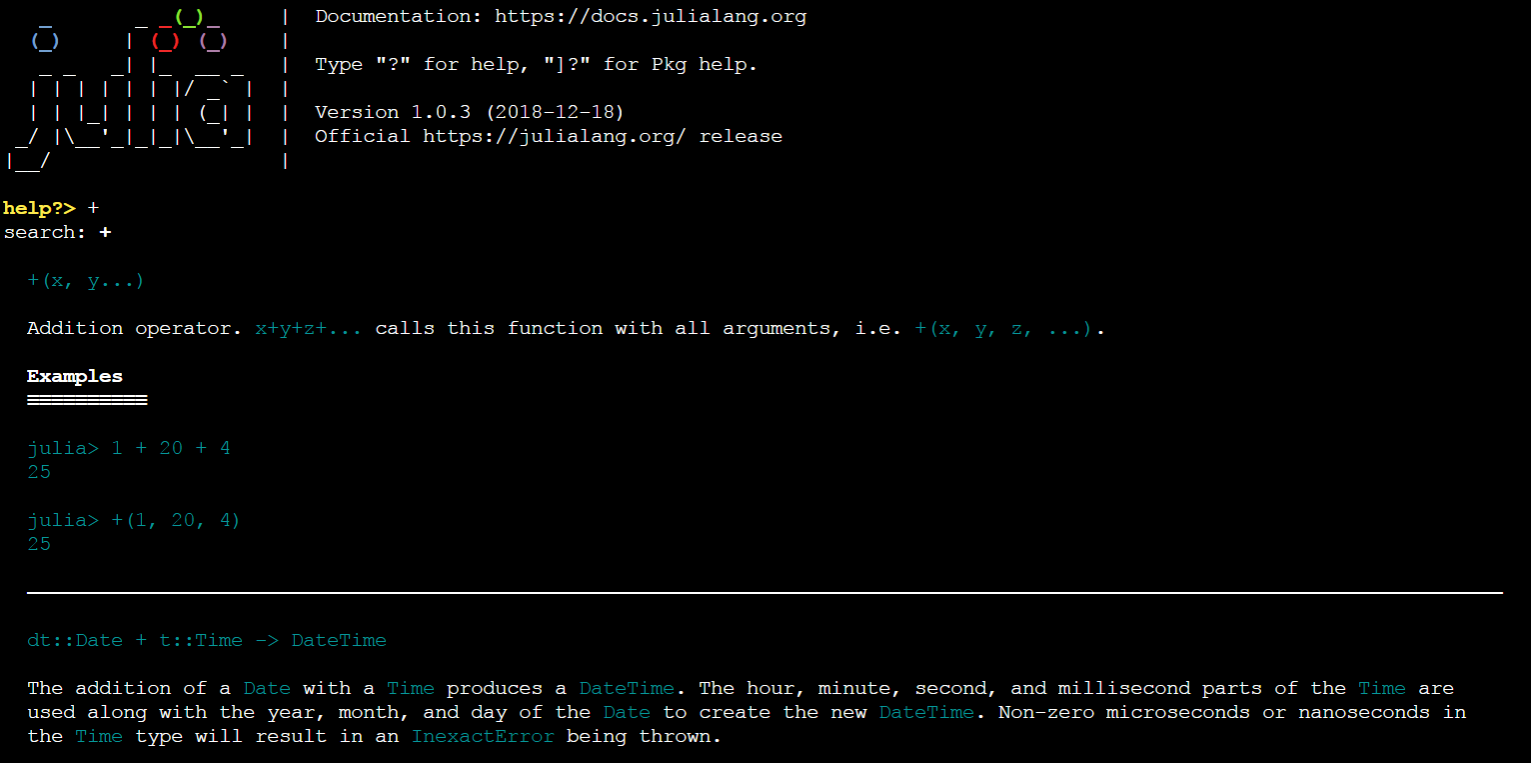 _
   _       _ _(_)_     |  Documentation: https://docs.julialang.org
  (_)     | (_) (_)    |
   _ _   _| |_  __ _   |  Type "?" for help, "]?" for Pkg help.
  | | | | | | |/ _` |  |
  | | |_| | | | (_| |  |  Version 1.0.3 (2018-12-18)
 _/ |\__'_|_|_|\__'_|  |  Official https://julialang.org/ release
|__/                   |
help?> +
search: +
+(x, y...)
Addition operator. x+y+z+... calls this function with all arguments, i.e. +(x, y, z, ...).
Examples
≡≡≡≡≡≡≡≡≡≡
julia> 1 + 20 + 4
25
julia> +(1, 20, 4)
25
dt::Date + t::Time -> DateTime
The addition of a Date with a Time produces a DateTime. The hour, minute, second, and millisecond parts of the Time are
used along with the year, month, and day of the Date to create the new DateTime. Non-zero microseconds or nanoseconds in
the Time type will result in an InexactError being thrown.